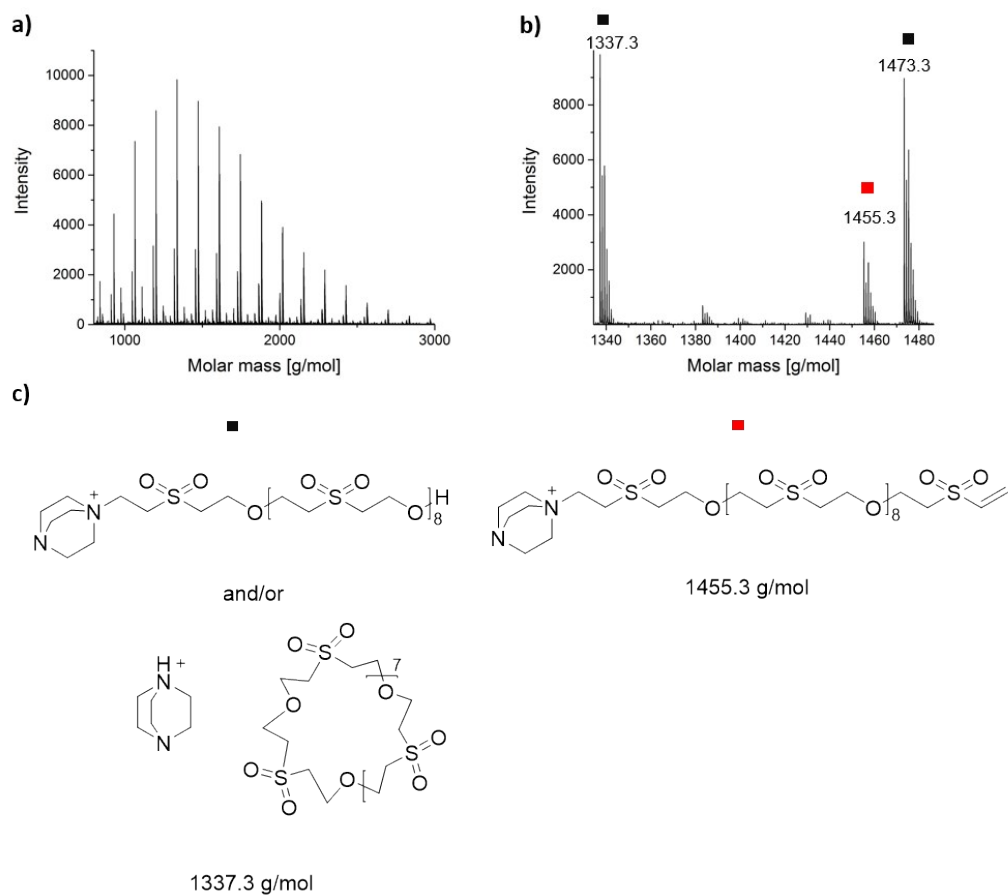 a)
Intensity
10000
8000
6000
4000
2000
0
1000
2000
3000
Molar mass [g/mol]
b)
Intensity
8000
6000
4000
2000
1337.3
1473.3
1455.3
1340
1360
1380
1400
1420
1440
1460
1480
Molar mass [g/mol]
c)
O O
S
N
+
N
O
O O
S
O
H
8
O O
S
N
+
N
O
O O
S
O
8
O O
S
and/or
1455.3 g/mol
H +
N
N
O
O
S
7
O
O
S
O
O
O
S
O
O
O
1337.3 g/mol